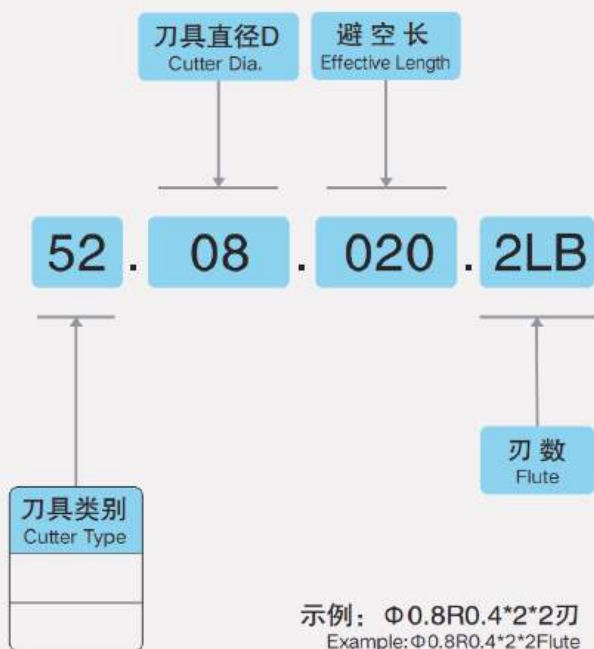 刀具直径D
Cutter Dia.
避空长
Effective Length
52 . 08 . 020 . 2LB
刃数
Flute
刀具类别
Cutter Type
示例：Φ0.8R0.4*2*2刃
Example:Φ0.8R0.4*2*2Flute